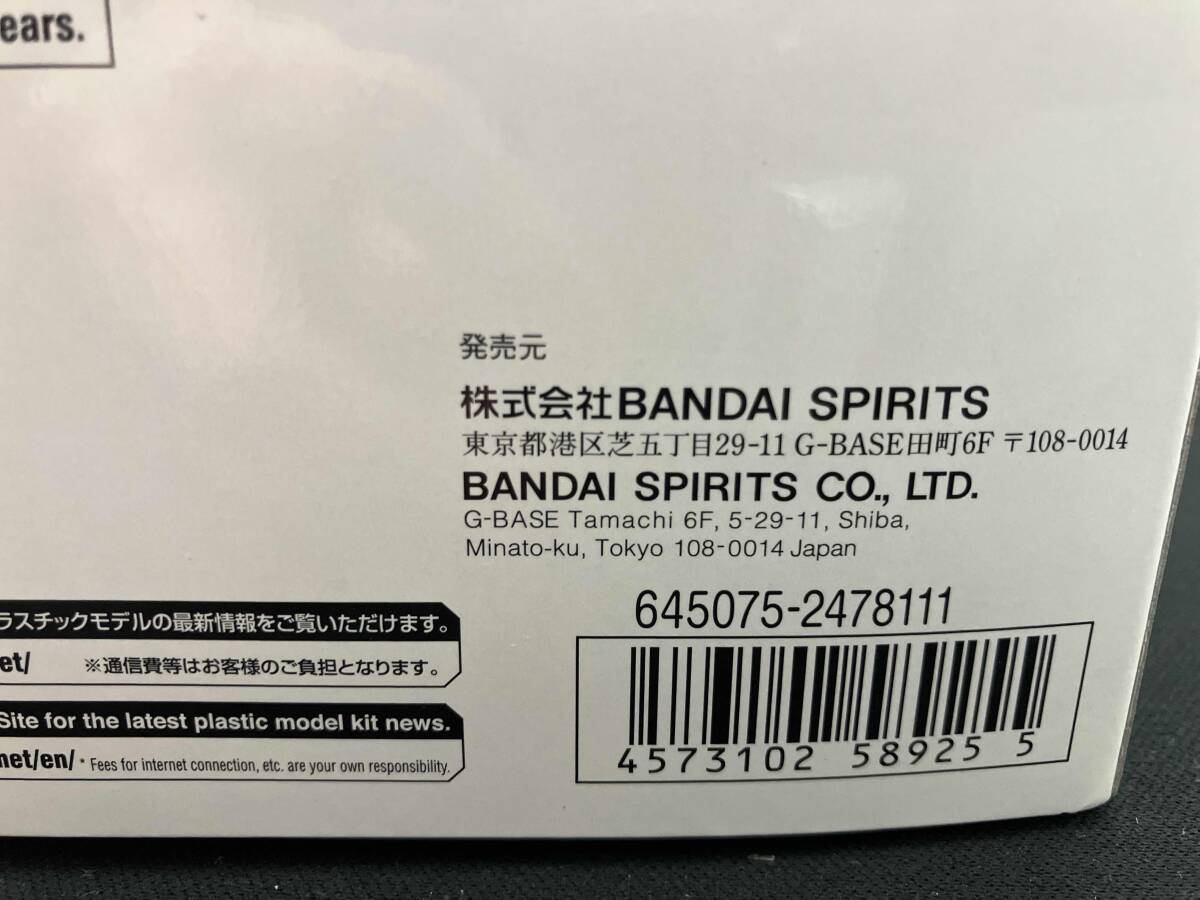 ears.
発売元
株式会社BANDAI SPIRITS
東京都港区芝五丁目29-11 G-BASE田町6F 〒108-0014
BANDAI SPIRITS CO., LTD.
G-BASE Tamachi 6F, 5-29-11, Shiba,
Minato-ku, Tokyo 108-0014 Japan
645075-2478111
4573102 58925 5
ラスチックモデルの最新情報をご覧いただけます。
et/ ※通信費等はお客様のご負担となります。
Site for the latest plastic model kit news.
net/en/ * Fees for internet connection, etc. are your own responsibility.